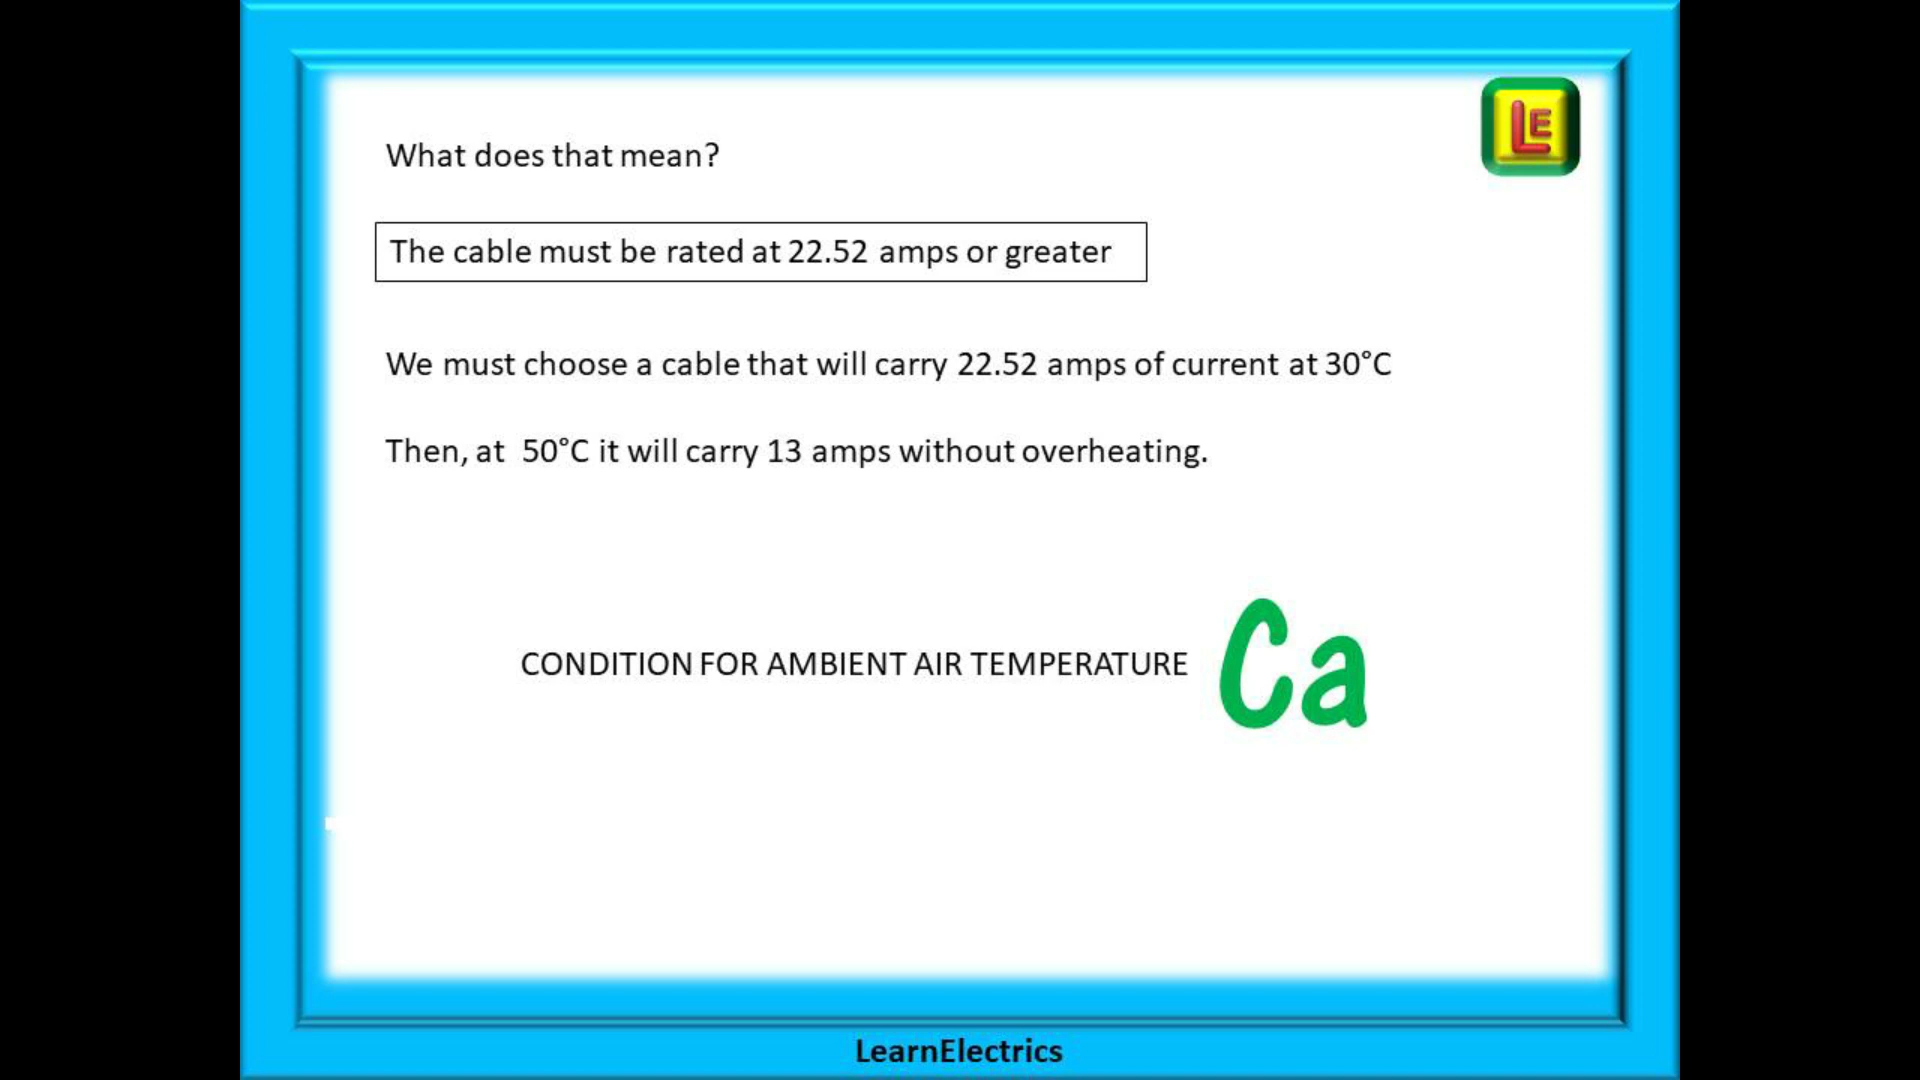 LE
What does that mean?
The cable must be rated at 22.52 amps or greater
We must choose a cable that will carry 22.52 amps of current at 30°C
Then, at 50°C it will carry 13 amps without overheating.
CONDITION FOR AMBIENT AIR TEMPERATURE Ca
LearnElectrics